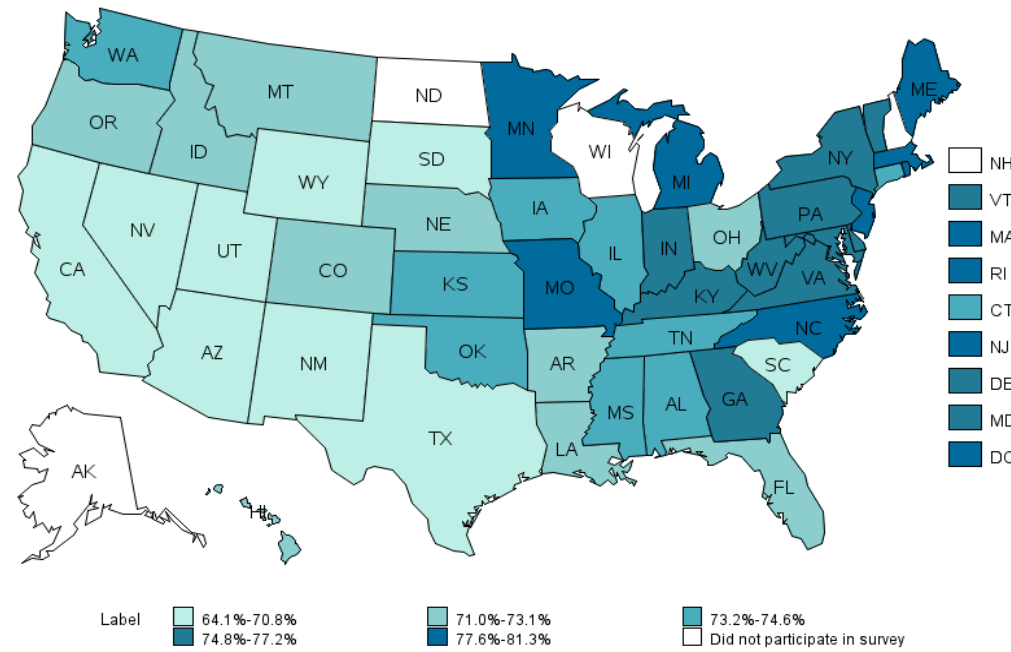 WA
MT
ND
ME
MN
OR
ID
SD
WI
NY
NH
WY
MI
VT
IA
NE
PA
MA
NV
UT
IL
IN
OH
CA
CO
WV
VA
RI
KS
MO
KY
CT
NC
AZ
NM
OK
TN
NJ
AR
SC
DE
MS
AL
GA
MD
TX
LA
DC
AK
FL
HI
Label 64.1%-70.8% 71.0%-73.1% 73.2%-74.6%
74.8%-77.2% 77.6%-81.3% Did not participate in survey